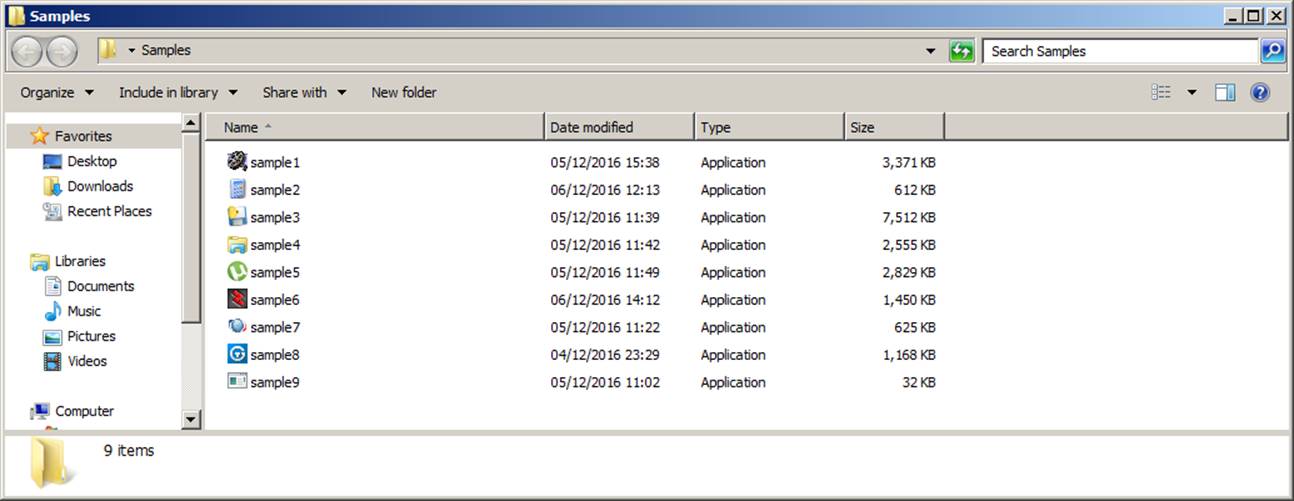 Samples
Samples
Search Samples
Organize Include in library Share with New folder
Favorites
Desktop
Downloads
Recent Places
Libraries
Documents
Music
Pictures
Videos
Computer
Name Date modified Type Size
sample1 05/12/2016 15:38 Application 3,371 KB
sample2 06/12/2016 12:13 Application 612 KB
sample3 05/12/2016 11:39 Application 7,512 KB
sample4 05/12/2016 11:42 Application 2,555 KB
sample5 05/12/2016 11:49 Application 2,829 KB
sample6 06/12/2016 14:12 Application 1,450 KB
sample7 05/12/2016 11:22 Application 625 KB
sample8 04/12/2016 23:29 Application 1,168 KB
sample9 05/12/2016 11:02 Application 32 KB
9 items